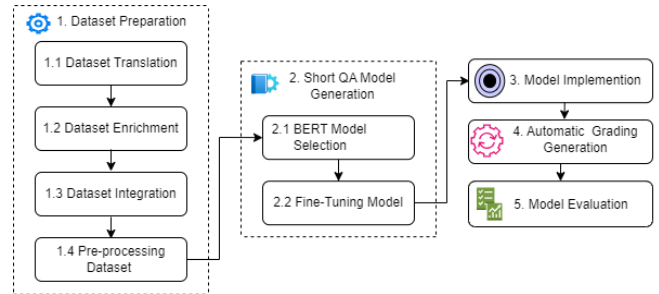 1. Dataset Preparation
1.1 Dataset Translation
1.2 Dataset Enrichment
1.3 Dataset Integration
1.4 Pre-processing
Dataset
2. Short QA Model
Generation
2.1 BERT Model
Selection
2.2 Fine-Tuning Model
3. Model Implemention
4. Automatic Grading
Generation
5. Model Evaluation